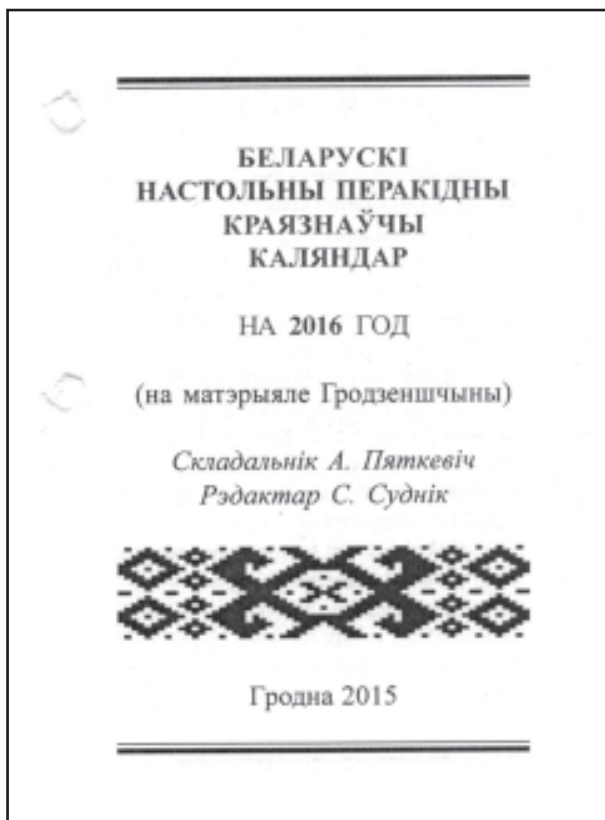 БЕЛАРУСКІ
НАСТОЛЬНЫ ПЕРАКІДНЫ
КРАЯЗНАЎЧЫ
КАЛЯНДАР
НА 2016 ГОД
(на матэрыяле Гродзеншчыны)
Складальнік А. Пяткевіч
Рэдактар С. Суднік
Гродна 2015